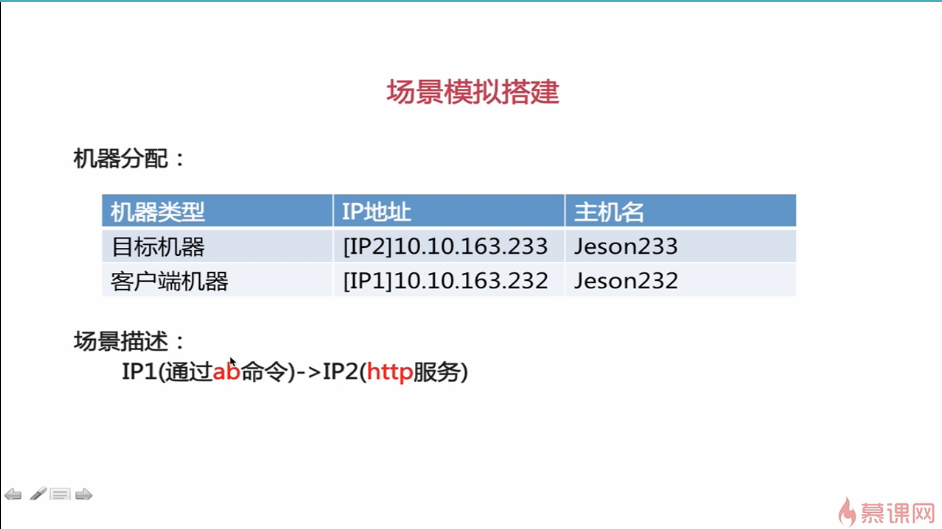 场景模拟搭建
机器分配：
机器类型 IP地址 主机名
目标机器 [IP2]10.10.163.233 Jeson233
客户端机器 [IP1]10.10.163.232 Jeson232
场景描述：
IP1(通过ab命令)->IP2(http服务)
慕课网